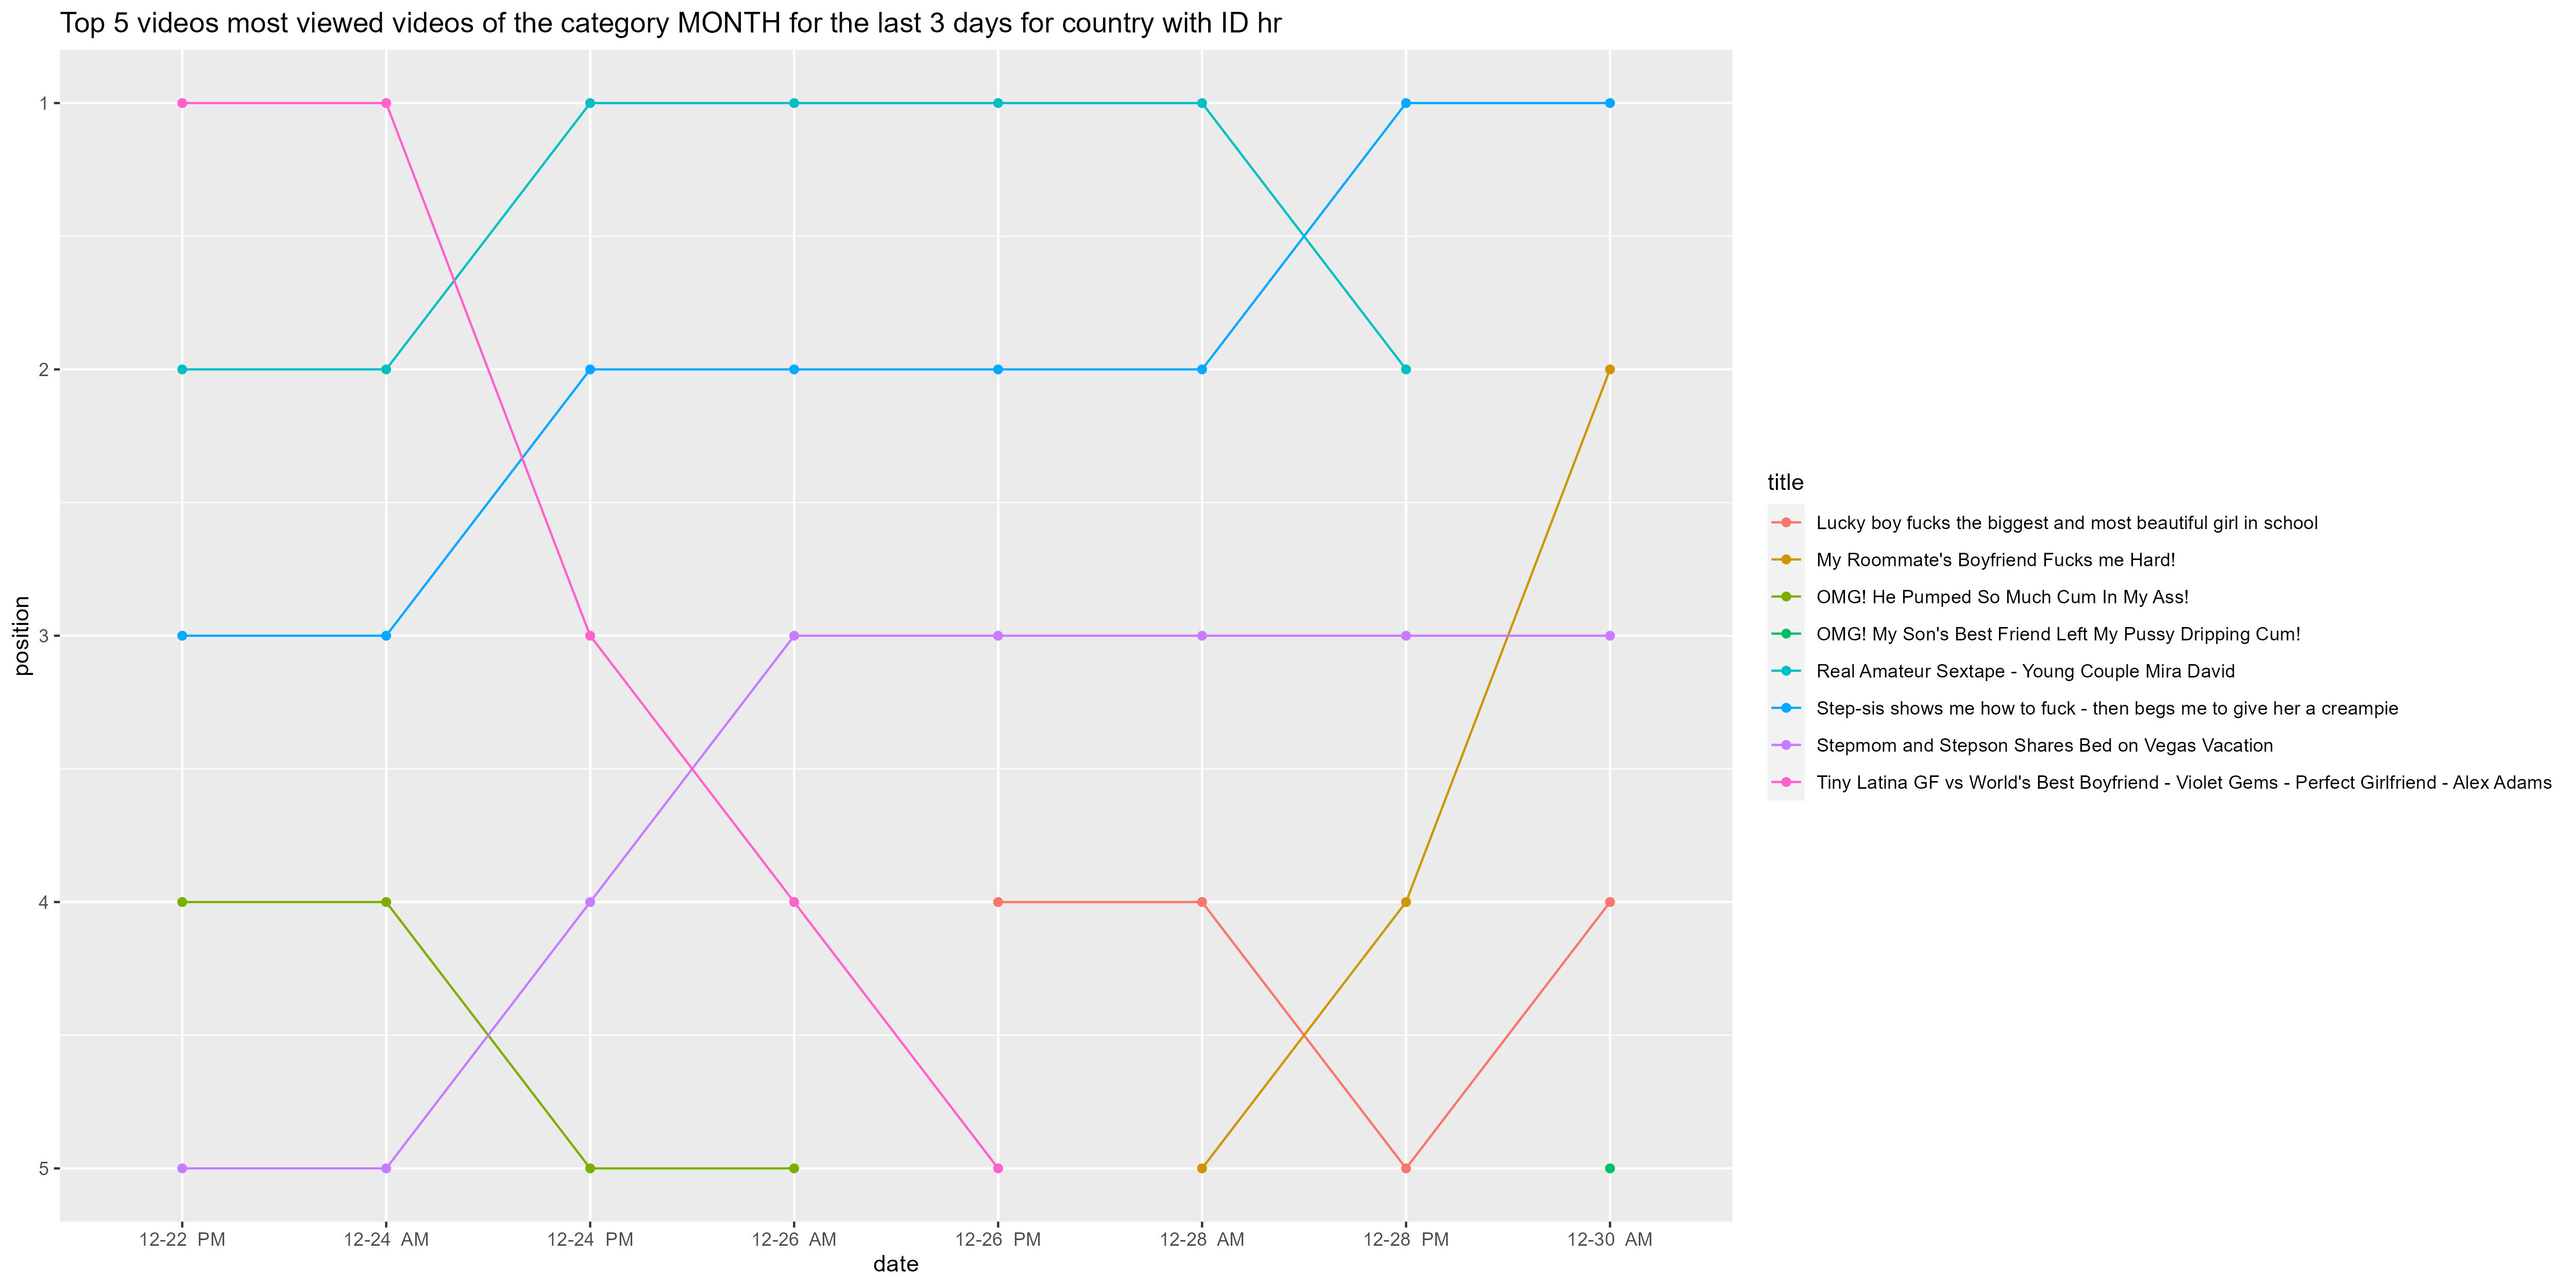 Top 5 videos most viewed videos of the category MONTH for the last 3 days for country with ID hr
position
1
2
3
4
5
12-22 PM
12-24 AM
12-24 PM
12-26 AM
12-26 PM
12-28 AM
12-28 PM
12-30 AM
date
title
Lucky boy fucks the biggest and most beautiful girl in school
My Roommate's Boyfriend Fucks me Hard!
OMG! He Pumped So Much Cum In My Ass!
OMG! My Son's Best Friend Left My Pussy Dripping Cum!
Real Amateur Sextape - Young Couple Mira David
Step-sis shows me how to fuck - then begs me to give her a creampie
Stepmom and Stepson Shares Bed on Vegas Vacation
Tiny Latina GF vs World's Best Boyfriend - Violet Gems - Perfect Girlfriend - Alex Adams